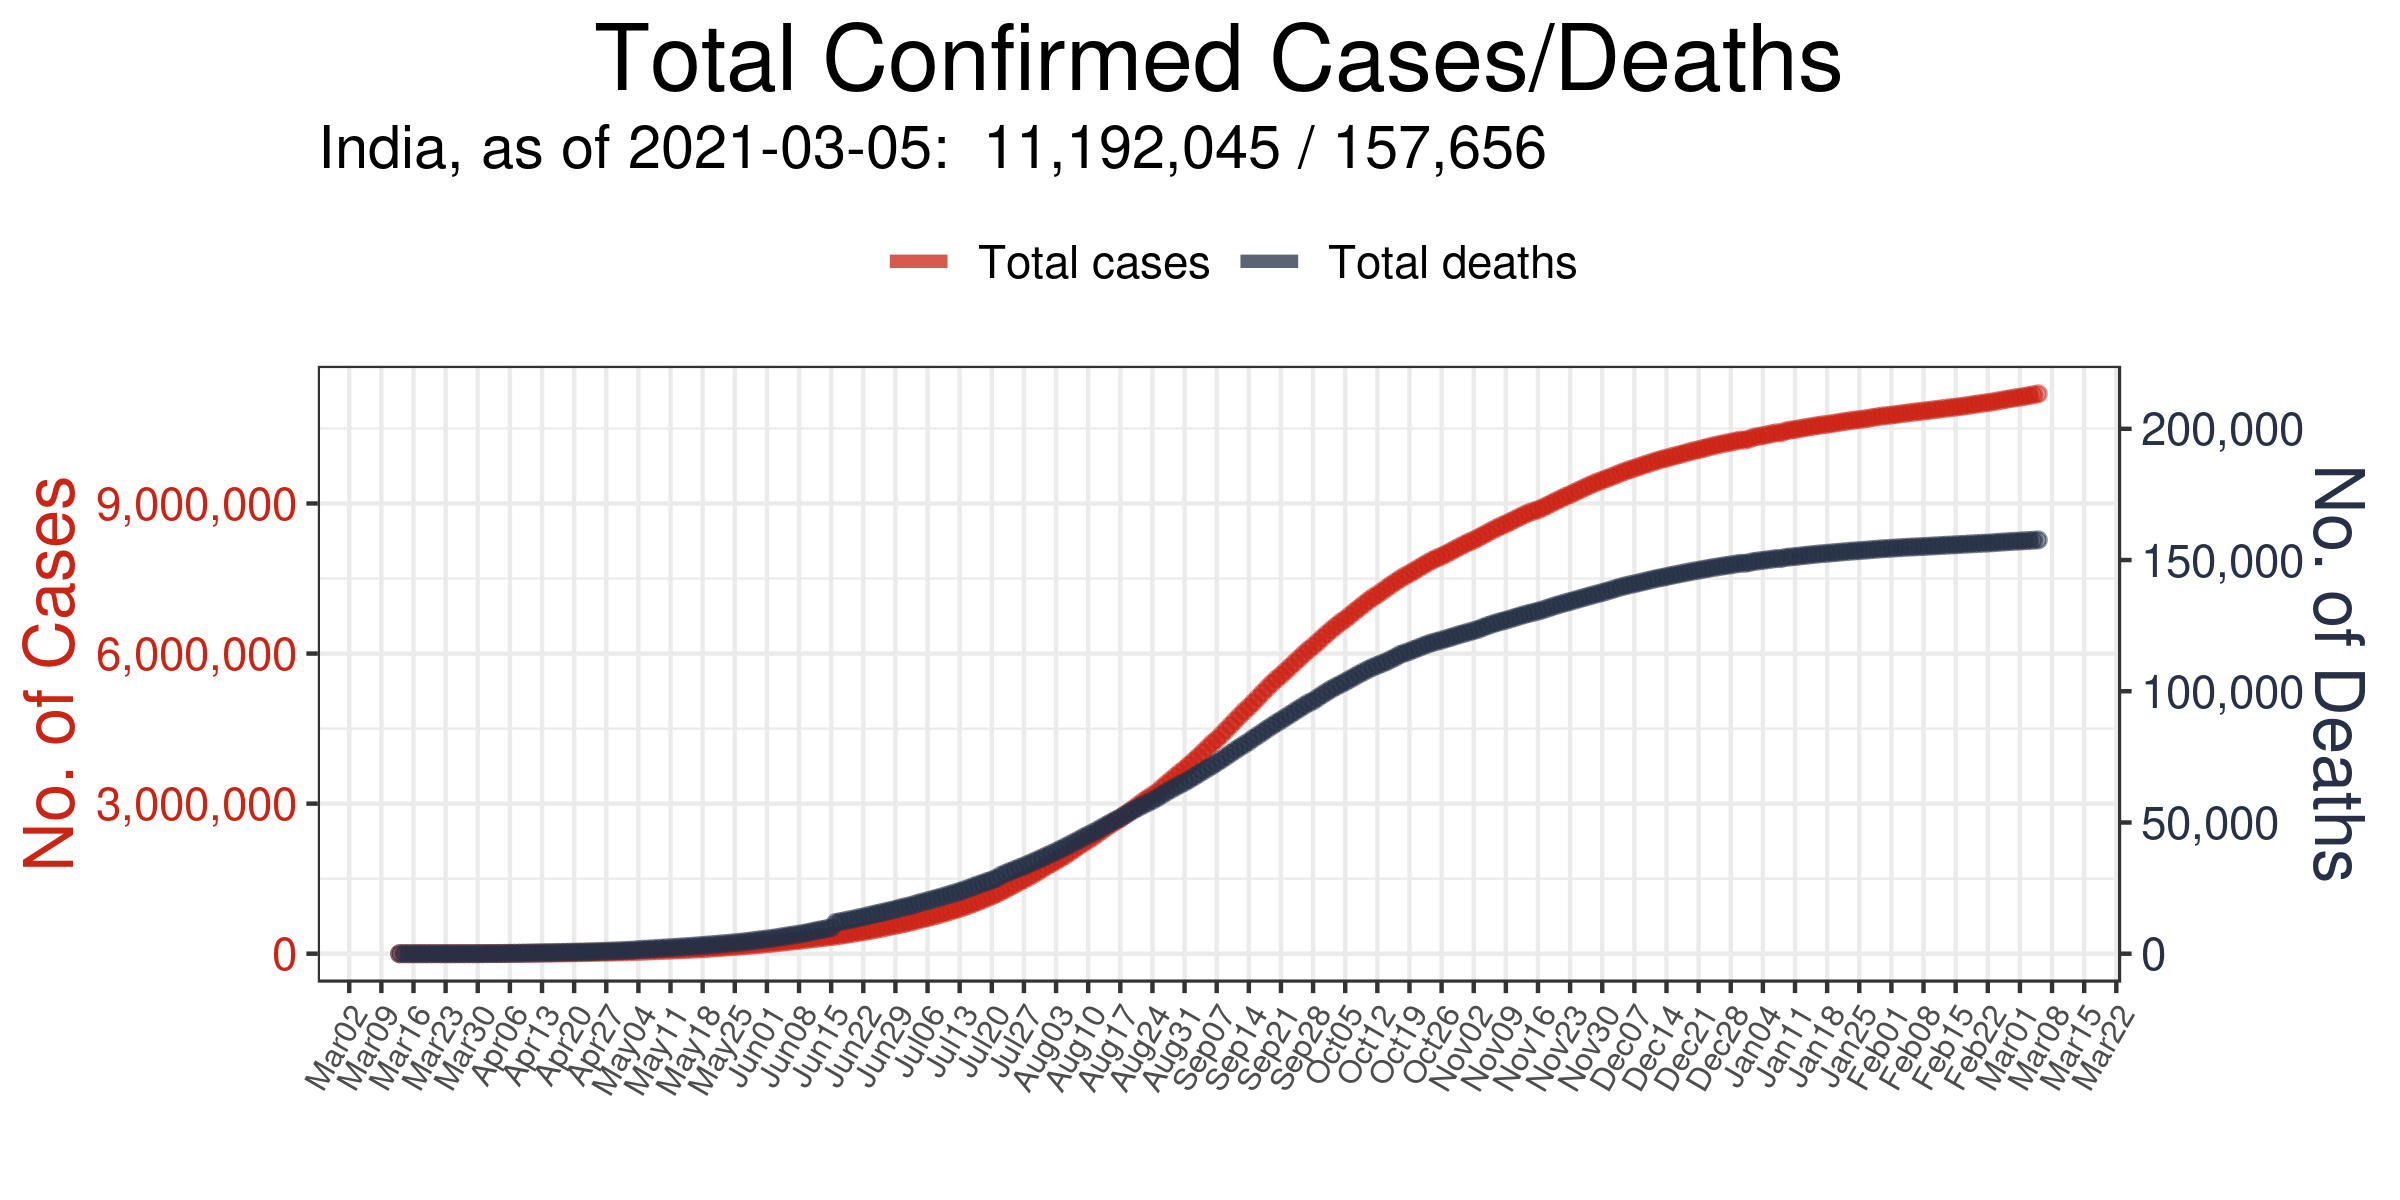 Total Confirmed Cases/Deaths
India, as of 2021-03-05:  11,192,045 / 157,656
Total cases
Total deaths
No. of Cases
9,000,000
6,000,000
3,000,000
0
200,000
150,000
100,000
50,000
0
No. of Deaths
Mar02
Mar09
Mar16
Mar23
Mar30
Apr06
Apr13
Apr20
Apr27
May04
May11
May18
May25
Jun01
Jun08
Jun15
Jun22
Jun29
Jul06
Jul13
Jul20
Jul27
Aug03
Aug10
Aug17
Aug24
Aug31
Sep07
Sep14
Sep21
Sep28
Oct05
Oct12
Oct19
Oct26
Nov02
Nov09
Nov16
Nov23
Nov30
Dec07
Dec14
Dec21
Dec28
Jan04
Jan11
Jan18
Jan25
Feb01
Feb08
Feb15
Feb22
Mar01
Mar08
Mar15
Mar22